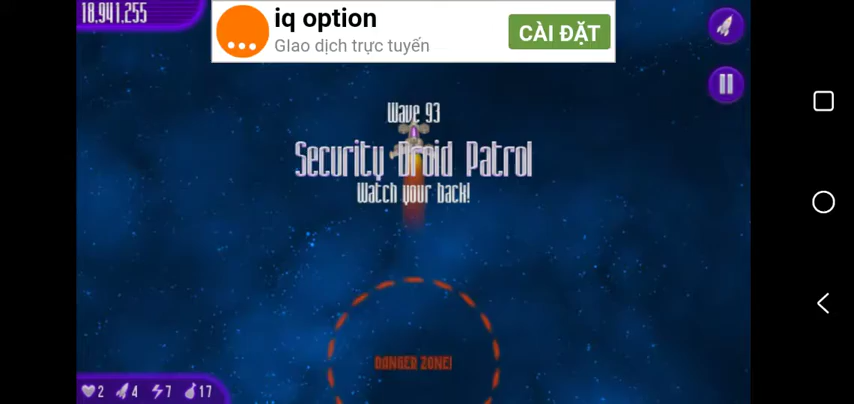 18.941.255
iq option
Giao dịch trực tuyến
CÀI ĐẶT
Wave 93
Security Droid Patrol
Watch your back!
DANGER ZONE!
2 4 7 17